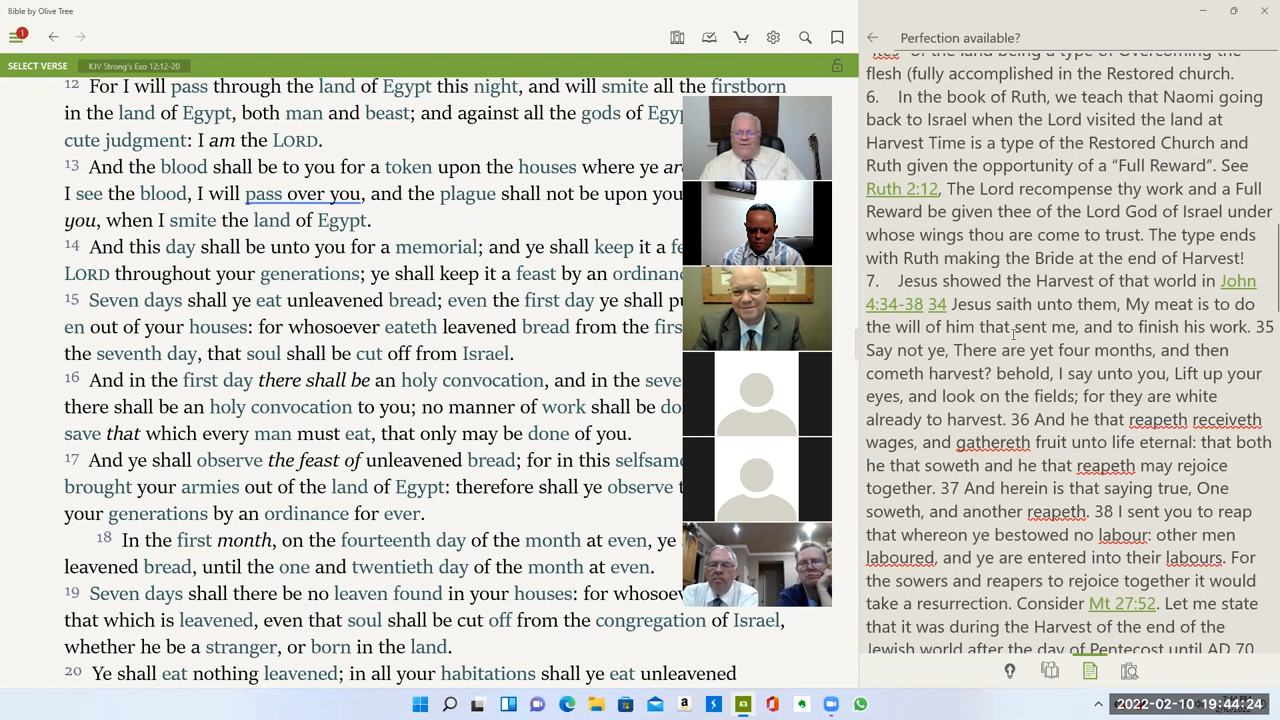 Bible by Olive Tree
1
SELECT VERSE KJV Strong's Exo 12:12-20
12 For I will pass through the land of Egypt this night, and will smite all the firstborn
in the land of Egypt, both man and beast; and against all the gods of Egyp
cute judgment: I am the LORD.
13 And the blood shall be to you for a token upon the houses where ye are
I see the blood, I will pass over you, and the plague shall not be upon you
you, when I smite the land of Egypt.
14 And this day shall be unto you for a memorial; and ye shall keep it a fe
LORD throughout your generations; ye shall keep it a feast by an ordinanc
15 Seven days shall ye eat unleavened bread; even the first day ye shall pu
en out of your houses: for whosoever eateth leavened bread from the firs
the seventh day, that soul shall be cut off from Israel.
16 And in the first day there shall be an holy convocation, and in the seve
there shall be an holy convocation to you; no manner of work shall be do
save that which every man must eat, that only may be done of you.
17 And ye shall observe the feast of unleavened bread; for in this selfsame
brought your armies out of the land of Egypt: therefore shall ye observe t
your generations by an ordinance for ever.
18 In the first month, on the fourteenth day of the month at even, ye
leavened bread, until the one and twentieth day of the month at even.
19 Seven days shall there be no leaven found in your houses: for whosoev
that which is leavened, even that soul shall be cut off from the congregation of Israel,
whether he be a stranger, or born in the land.
20 Ye shall eat nothing leavened; in all your habitations shall ye eat unleavened
Perfection available?
"ites" of the land being a type of Overcoming the
flesh (fully accomplished in the Restored church.
6. In the book of Ruth, we teach that Naomi going
back to Israel when the Lord visited the land at
Harvest Time is a type of the Restored Church and
Ruth given the opportunity of a “Full Reward”. See
Ruth 2:12, The Lord recompense thy work and a Full
Reward be given thee of the Lord God of Israel under
whose wings thou are come to trust. The type ends
with Ruth making the Bride at the end of Harvest!
7. Jesus showed the Harvest of that world in John
4:34-38 34 Jesus saith unto them, My meat is to do
the will of him that sent me, and to finish his work. 35
Say not ye, There are yet four months, and then
cometh harvest? behold, I say unto you, Lift up your
eyes, and look on the fields; for they are white
already to harvest. 36 And he that reapeth receiveth
wages, and gathereth fruit unto life eternal: that both
he that soweth and he that reapeth may rejoice
together. 37 And herein is that saying true, One
soweth, and another reapeth. 38 I sent you to reap
that whereon ye bestowed no labour: other men
laboured, and ye are entered into their labours. For
the sowers and reapers to rejoice together it would
take a resurrection. Consider Mt 27:52. Let me state
that it was during the Harvest of the end of the
Jewish world after the day of Pentecost until AD 70
2022-02-10 19:44:24